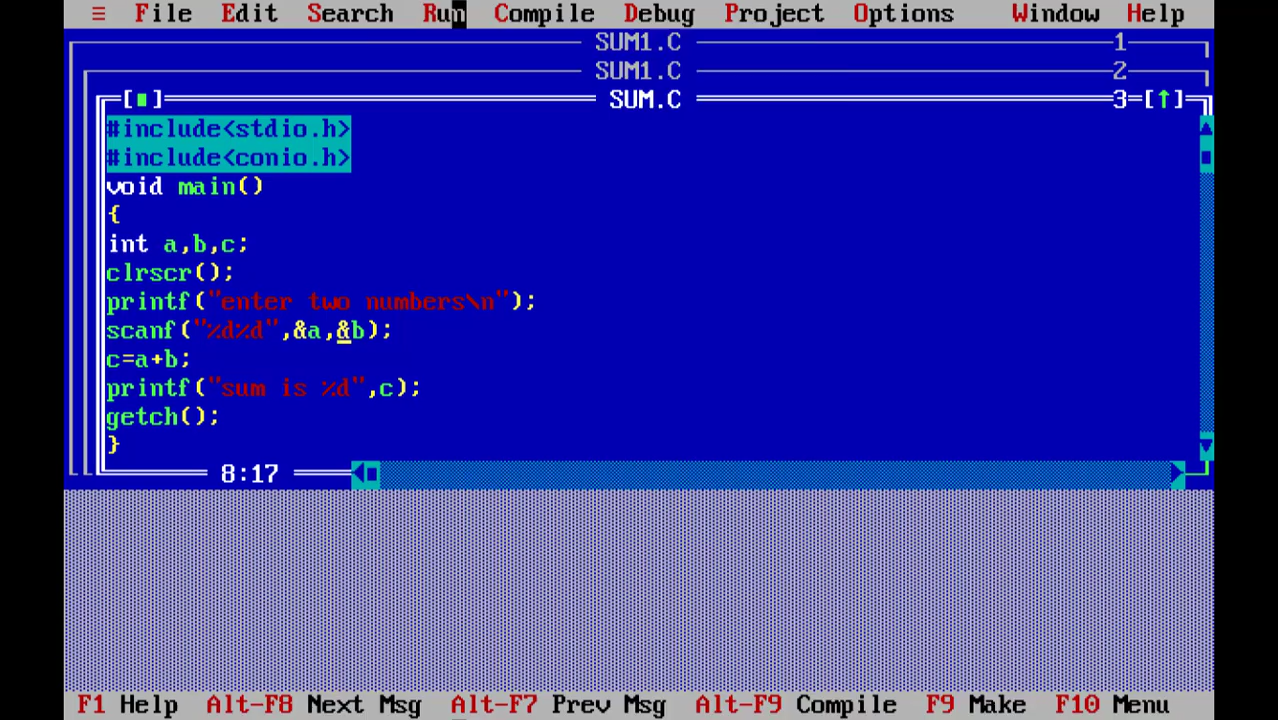 ≡ File Edit Search Run Compile Debug Project Options Window Help
SUM1.C 1
SUM1.C 2
[■] SUM.C 3=[↑]
#include<stdio.h>
#include<conio.h>
void main()
{
int a,b,c;
clrscr();
printf("enter two numbers\n");
scanf("%d%d",&a,&b);
c=a+b;
printf("sum is %d",c);
getch();
}
8:17
F1 Help Alt-F8 Next Msg Alt-F7 Prev Msg Alt-F9 Compile F9 Make F10 Menu